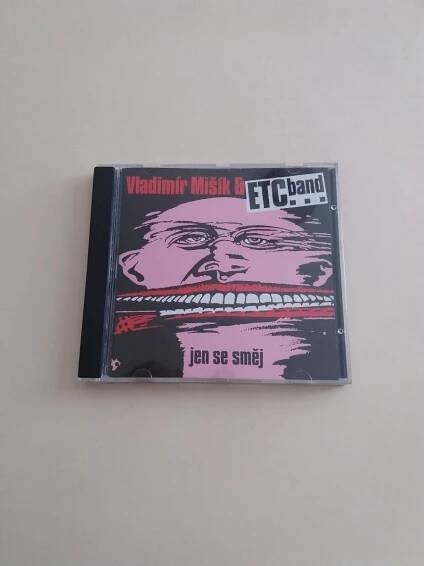 Vladimír Mišík &
ETC band...
jen se směj